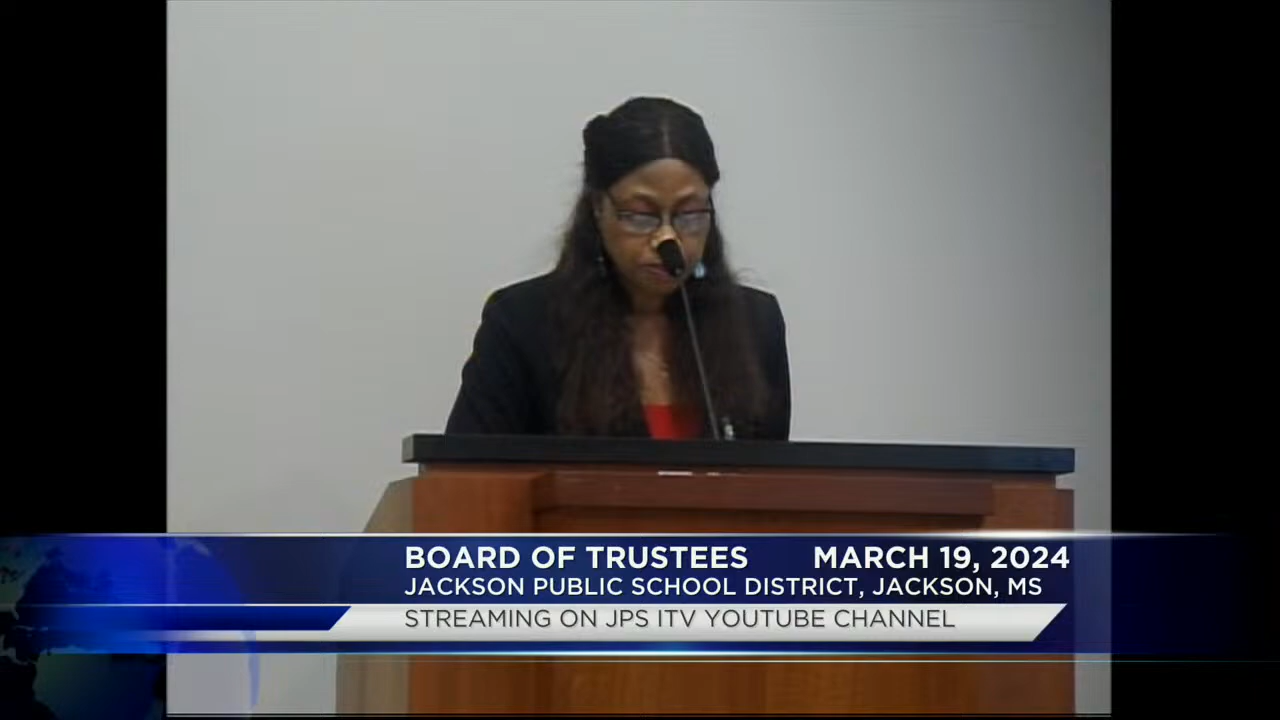 BOARD OF TRUSTEES MARCH 19, 2024
JACKSON PUBLIC SCHOOL DISTRICT, JACKSON, MS
STREAMING ON JPS ITV YOUTUBE CHANNEL